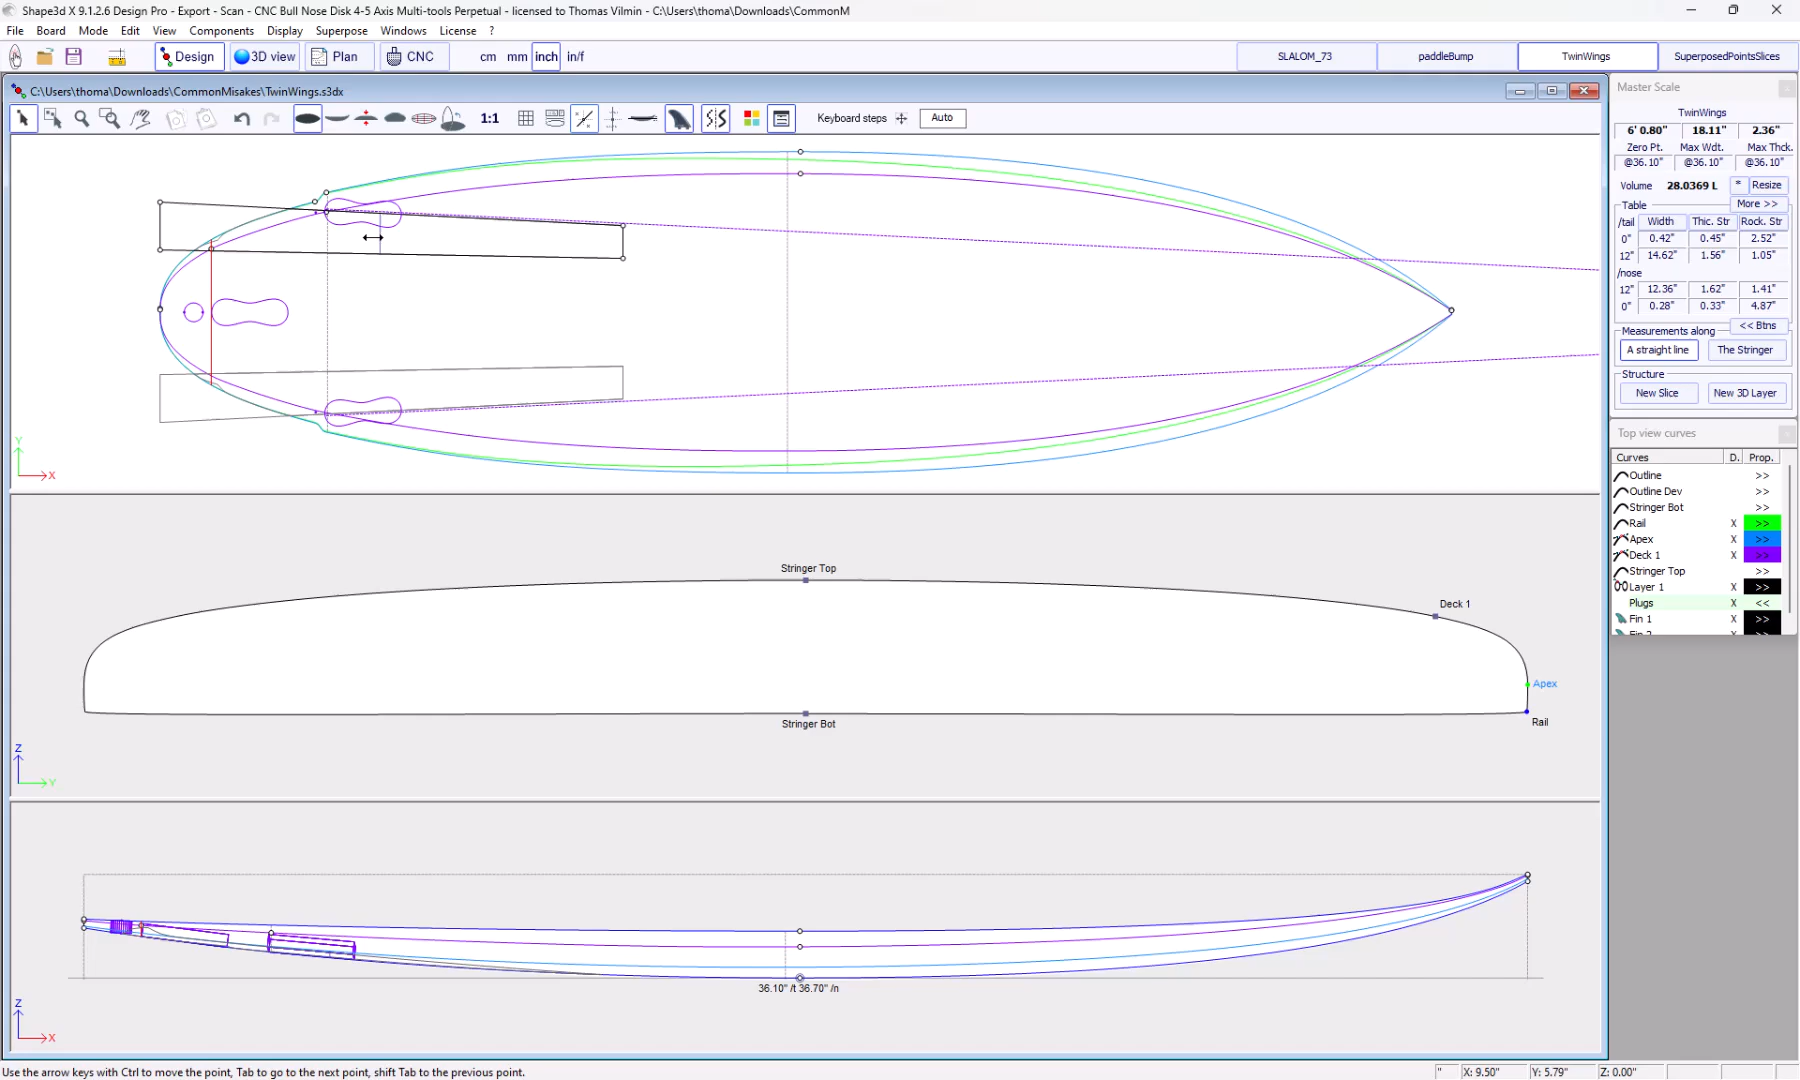 Shape3d X 9.1.2.6 Design Pro - Export - Scan - CNC Bull Nose Disk 4-5 Axis Multi-tools Perpetual - licensed to Thomas Vilmin - C:\Users\thoma\Downloads\CommonM
File Board Mode Edit View Components Display Superpose Windows License ?
Design 3D view Plan CNC cm mm inch in/f SLALOM_73 paddleBump TwinWings SuperposedPointsSlices
C:\Users\thoma\Downloads\CommonMisakes\TwinWings.s3dx
1:1 Keyboard steps Auto
Y
X
Stringer Top
Deck 1
Apex
Rail
Stringer Bot
Z
Y
36.10" /t 36.70" /n
Z
X
Master Scale
TwinWings
6' 0.80" 18.11" 2.36"
Zero Pt. Max Wdt. Max Thck.
@36.10" @36.10" @36.10"
Volume 28.0369 L * Resize
Table More >>
/tail Width Thic. Str Rock. Str
0" 0.42" 0.45" 2.52"
12" 14.62" 1.56" 1.05"
/nose
12" 12.36" 1.62" 1.41"
0" 0.28" 0.33" 4.87"
<< Btns
Measurements along
A straight line The Stringer
Structure
New Slice New 3D Layer
Top view curves
Curves D. Prop.
Outline >>
Outline Dev >>
Stringer Bot >>
Rail X >>
Apex X >>
Deck 1 X >>
Stringer Top >>
Layer 1 X >>
Plugs X <<
Fin 1 X >>
Use the arrow keys with Ctrl to move the point, Tab to go to the next point, shift Tab to the previous point.
" X: 9.50" Y: 5.79" Z: 0.00"